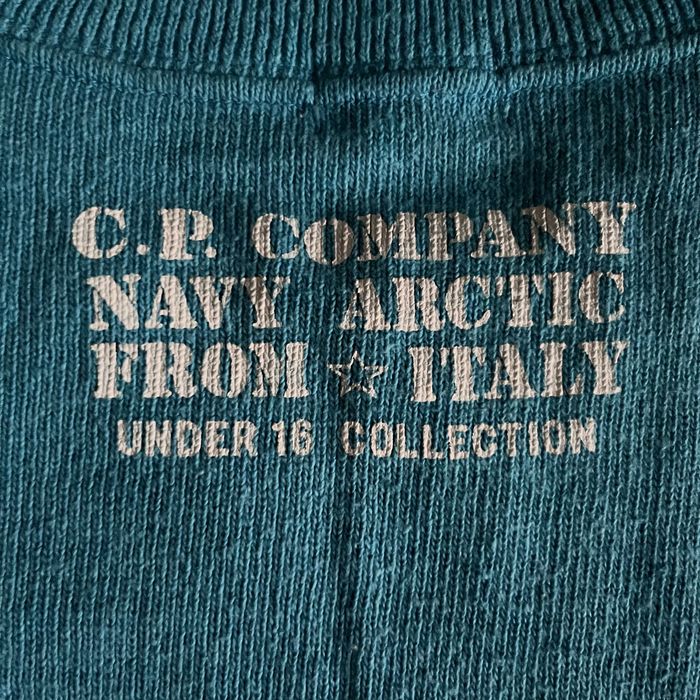 C.P. COMPANY
NAVY ARCTIC
FROM ☆ ITALY
UNDER 16 COLLECTION